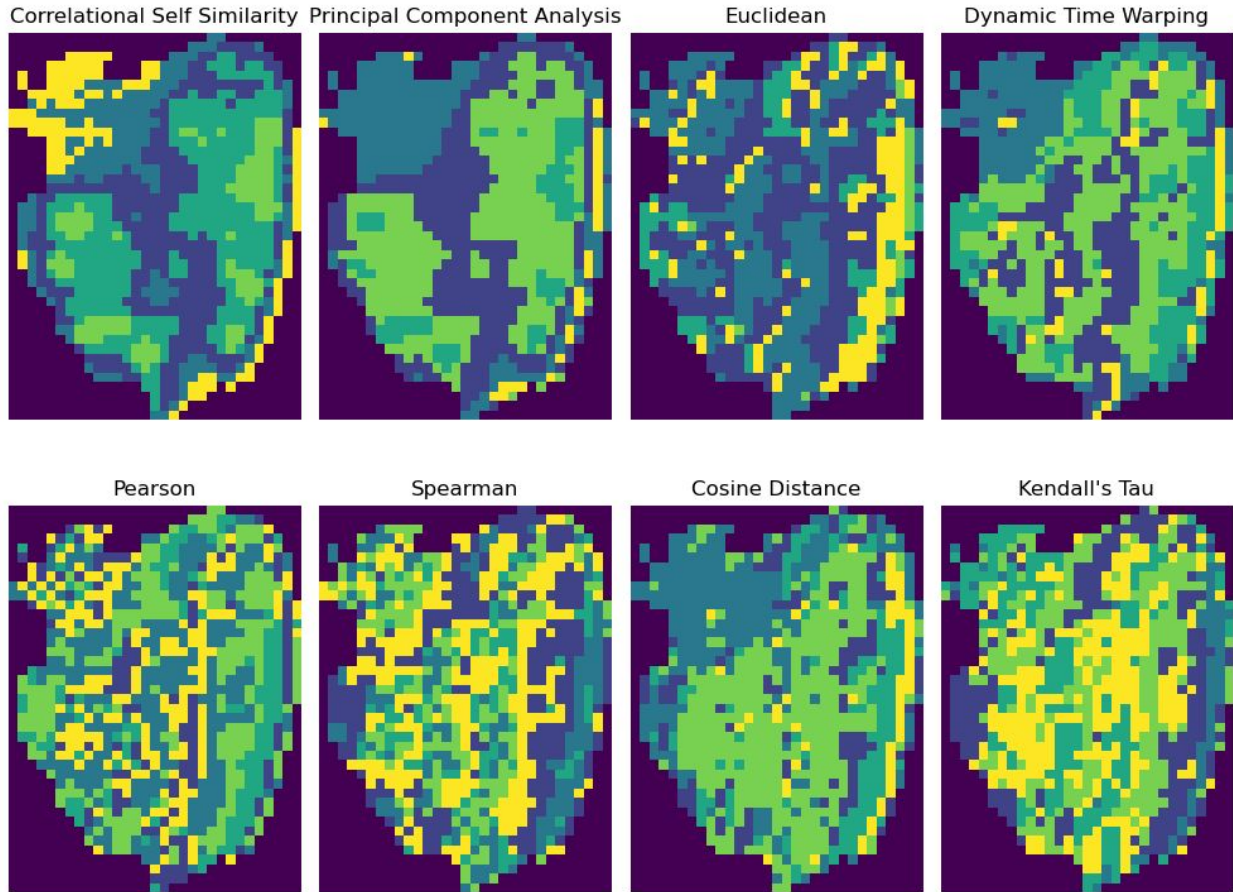 Correlational Self Similarity
Principal Component Analysis
Euclidean
Dynamic Time Warping
Pearson
Spearman
Cosine Distance
Kendall's Tau